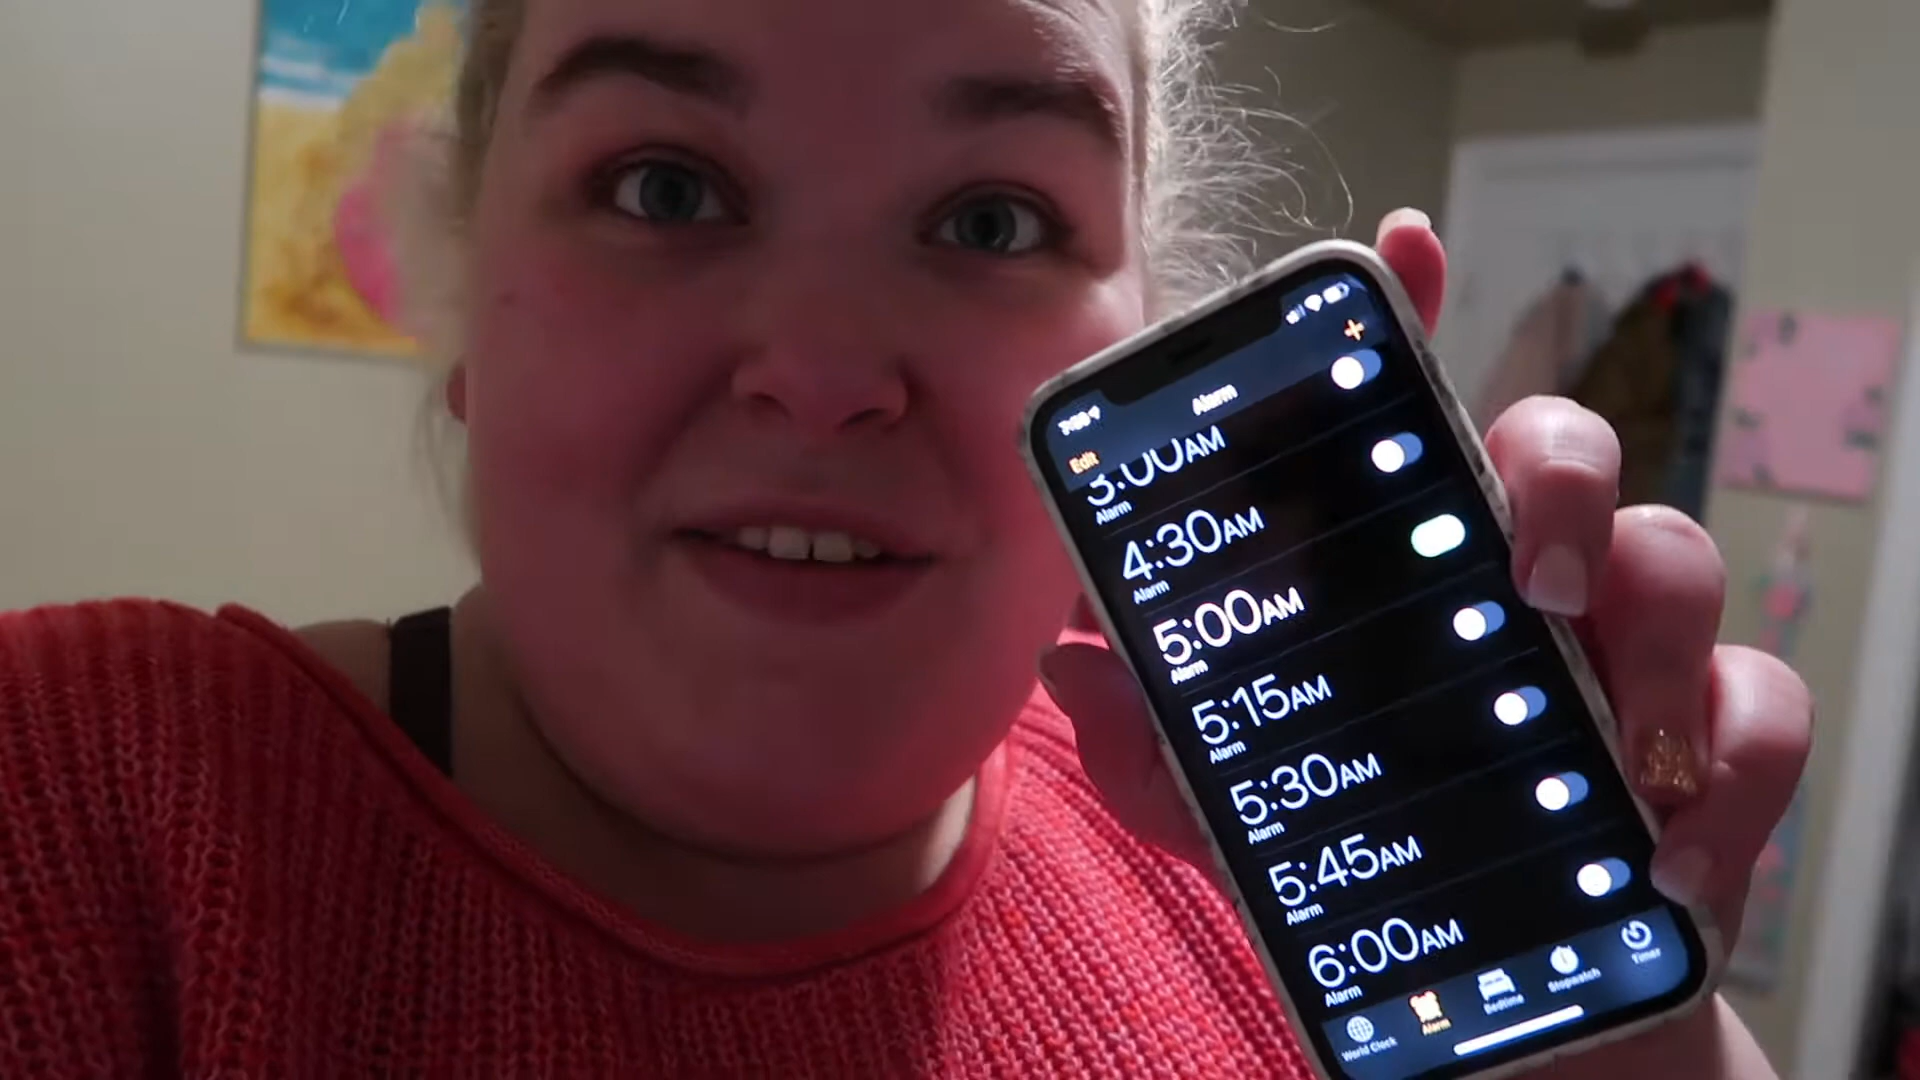 Alarm
Edit
3:00AM
Alarm
4:30AM
Alarm
5:00AM
Alarm
5:15AM
Alarm
5:30AM
Alarm
5:45AM
Alarm
6:00AM
Alarm
World Clock
Alarm
Bedtime
Stopwatch
Timer